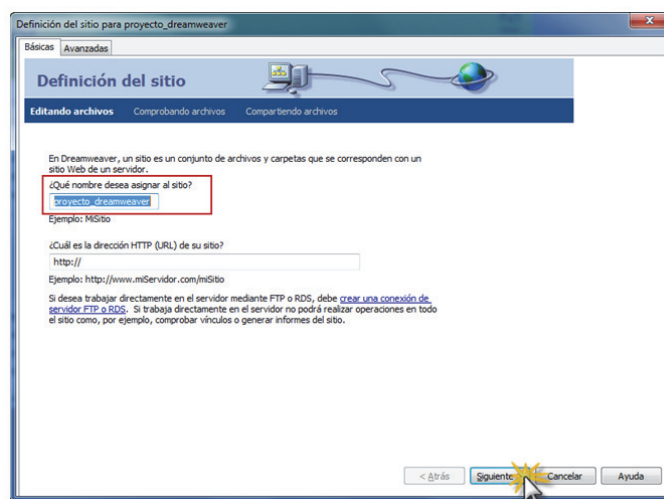 Definición del sitio para proyecto_dreamweaver
Básicas Avanzadas
Definición del sitio
Editando archivos Comprobando archivos Compartiendo archivos
En Dreamweaver, un sitio es un conjunto de archivos y carpetas que se corresponden con un
sitio Web de un servidor.
¿Qué nombre desea asignar al sitio?
proyecto_dreamweaver
Ejemplo: MiSitio
¿Cuál es la dirección HTTP (URL) de su sitio?
http://
Ejemplo: http://www.miServidor.com/miSitio
Si desea trabajar directamente en el servidor mediante FTP o RDS, debe crear una conexión de
servidor FTP o RDS. Si trabaja directamente en el servidor no podrá realizar operaciones en todo
el sitio como, por ejemplo, comprobar vínculos o generar informes del sitio.
< Atrás Siguiente Cancelar Ayuda